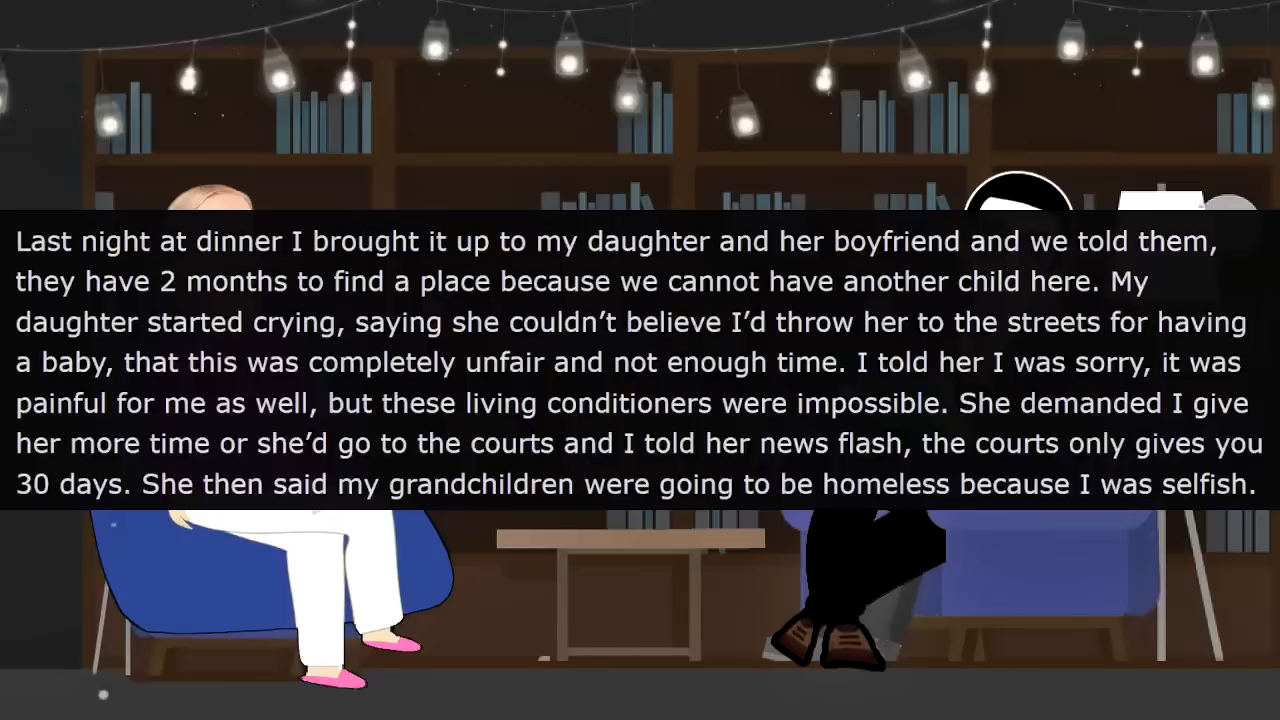 Last night at dinner I brought it up to my daughter and her boyfriend and we told them,
they have 2 months to find a place because we cannot have another child here. My
daughter started crying, saying she couldn’t believe I’d throw her to the streets for having
a baby, that this was completely unfair and not enough time. I told her I was sorry, it was
painful for me as well, but these living conditioners were impossible. She demanded I give
her more time or she’d go to the courts and I told her news flash, the courts only gives you
30 days. She then said my grandchildren were going to be homeless because I was selfish.